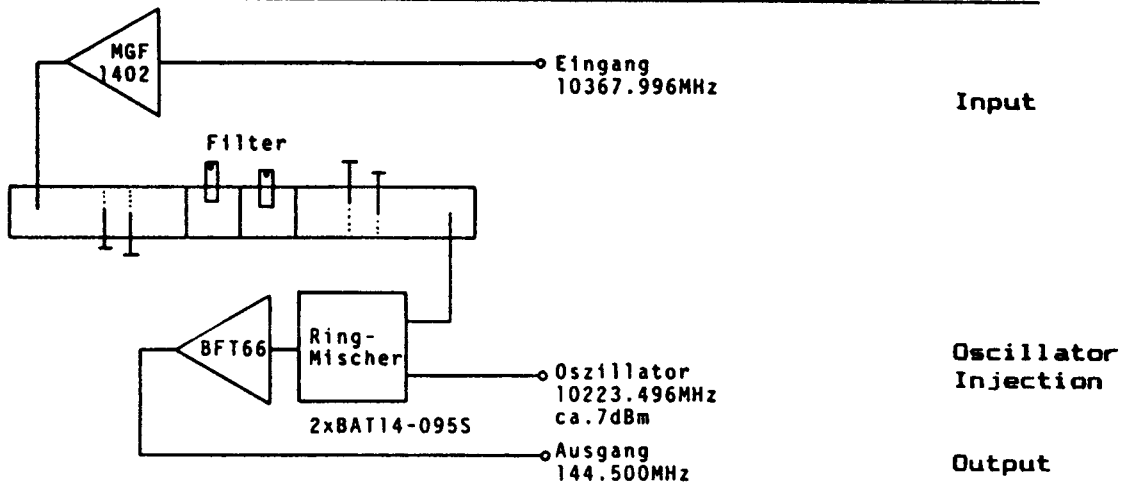 MGF
1402
Eingang
10367.996MHz
Input
Filter
BFT66
Ring-
Mischer
2xBAT14-095S
Oszillator
10223.496MHz
ca.7dBm
Oscillator
Injection
Ausgang
144.500MHz
Output